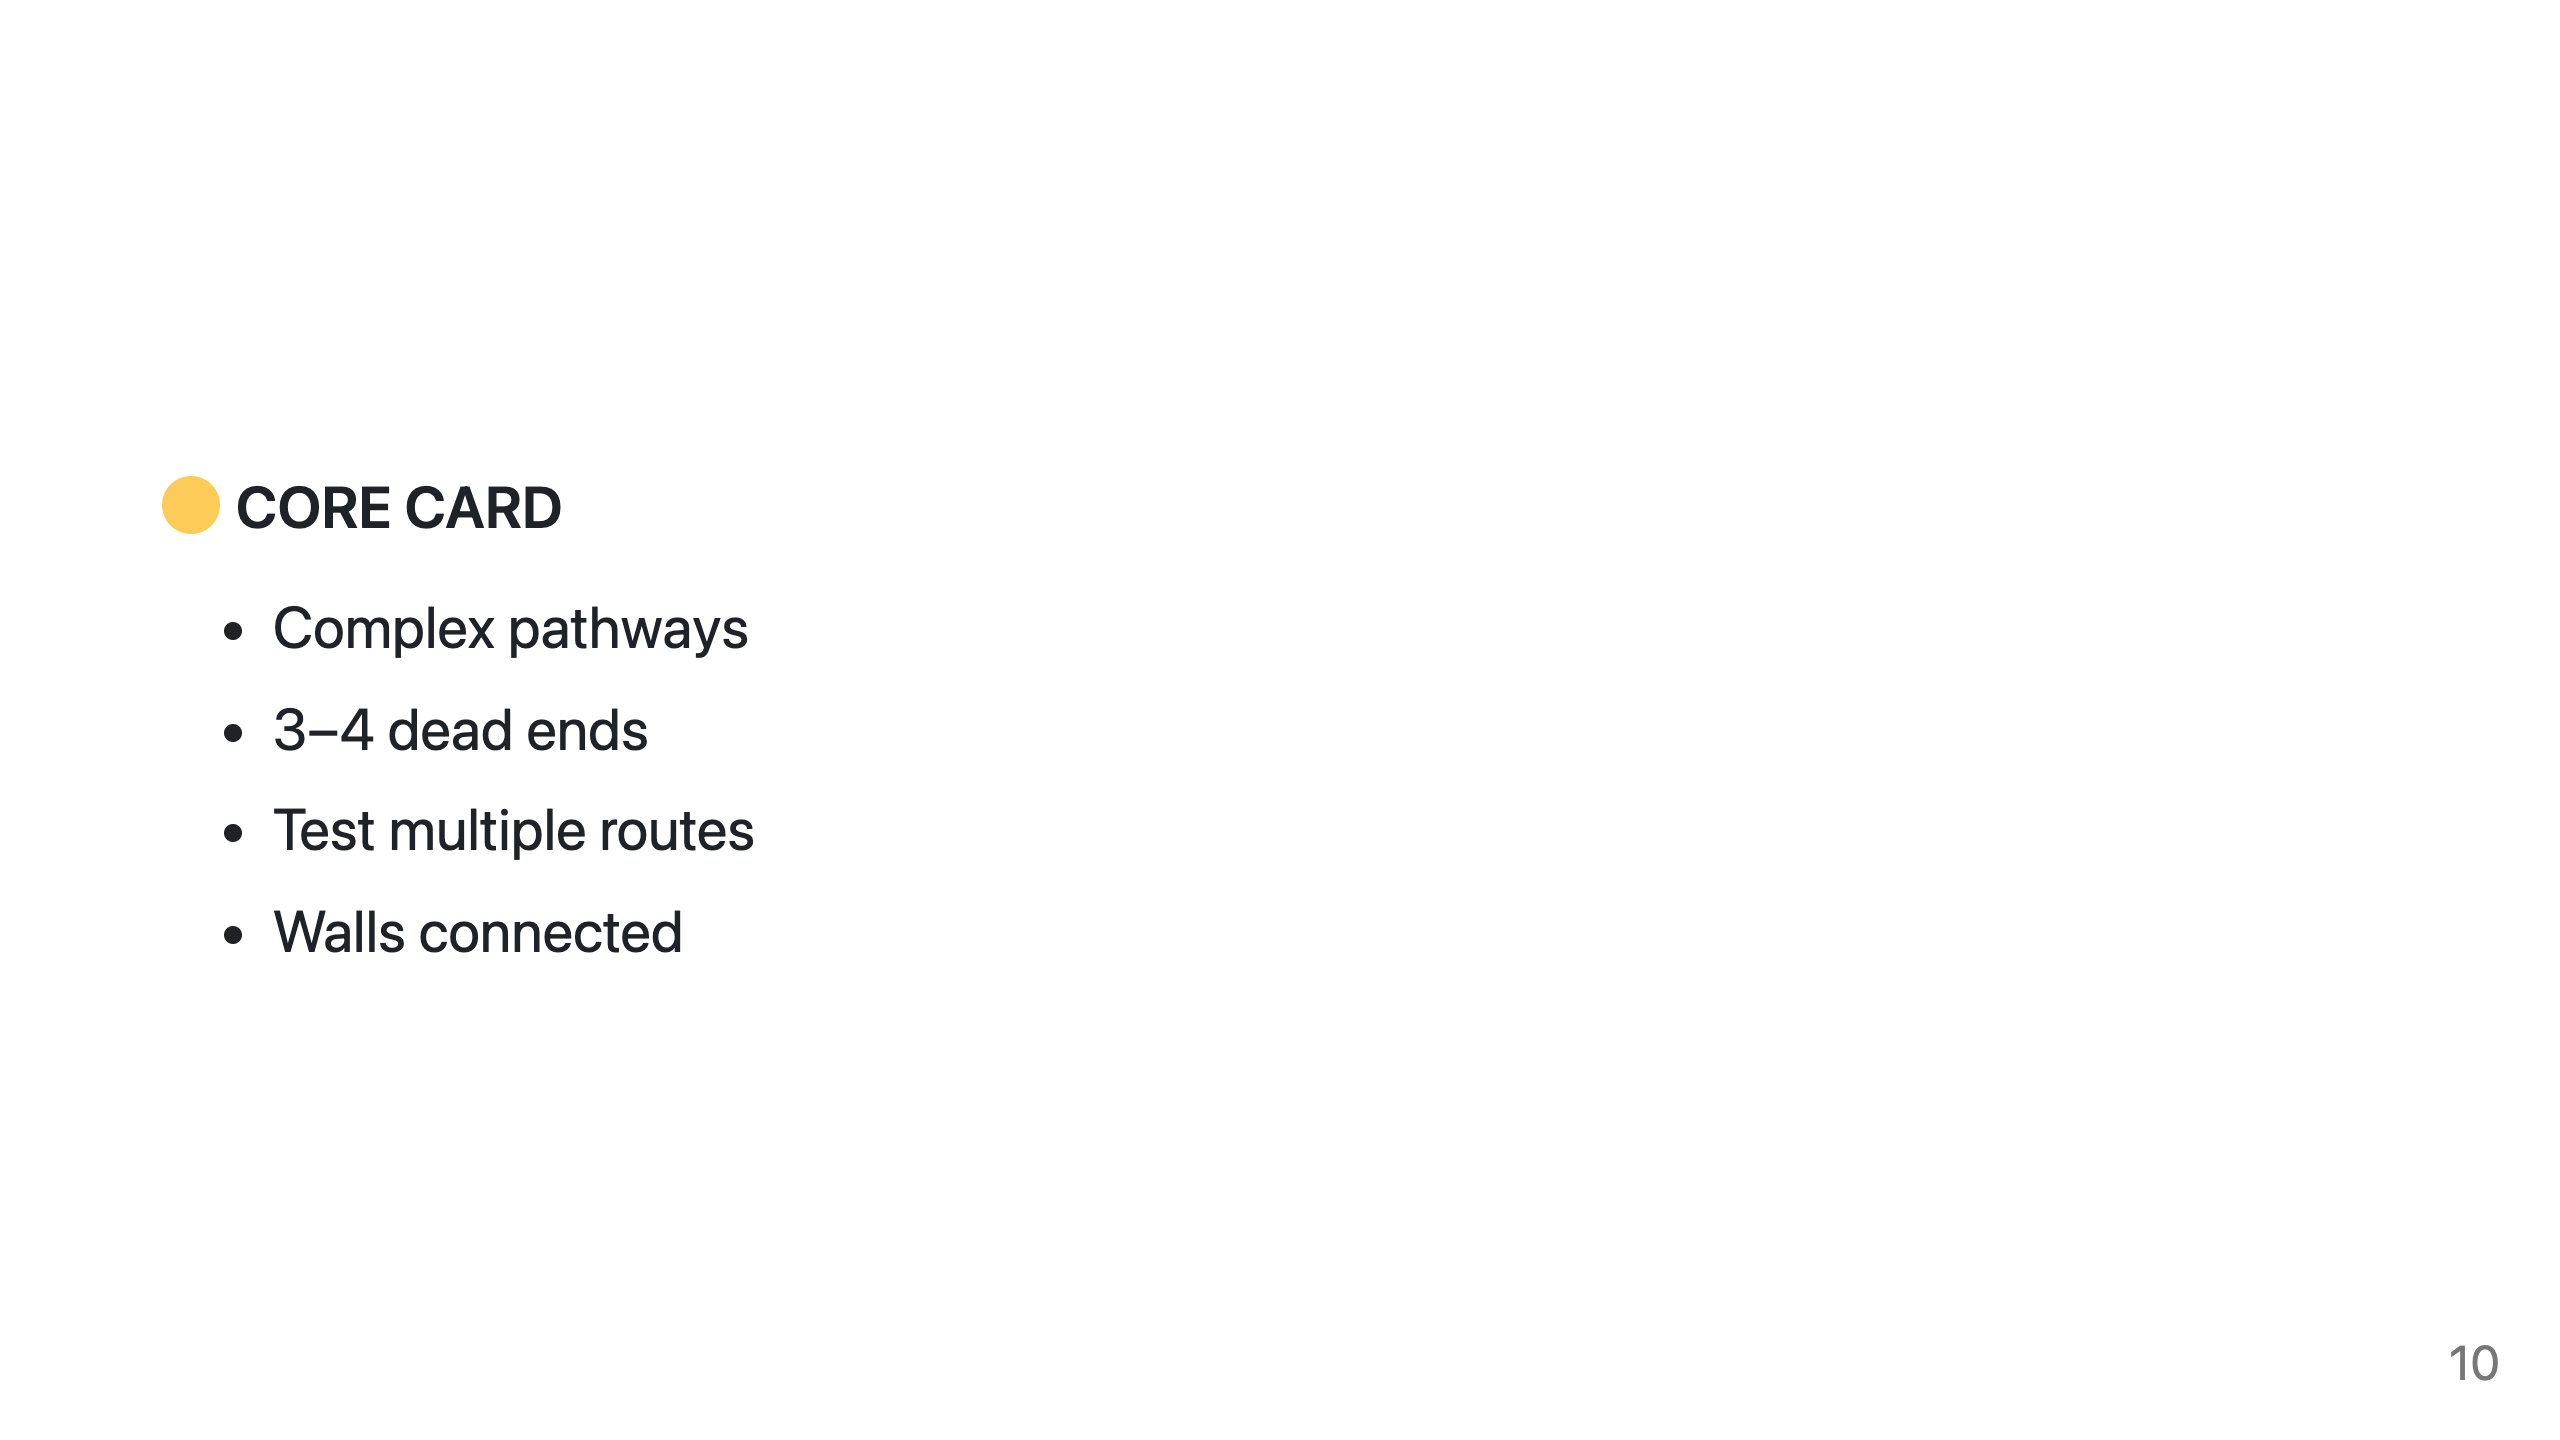 CORE CARD
• Complex pathways
• 3–4 dead ends
• Test multiple routes
• Walls connected
10